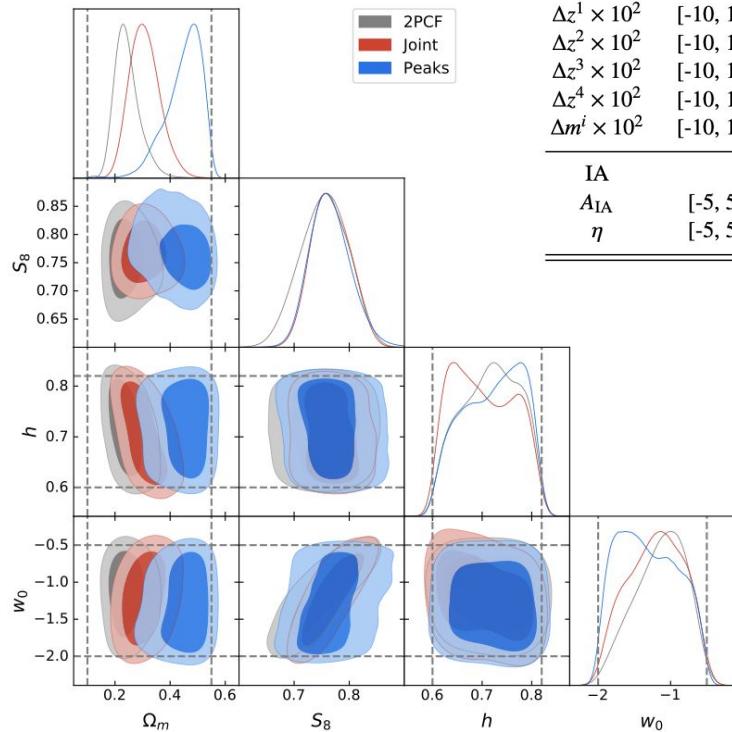 2PCF
Joint
Peaks
Δz¹ × 10² [-10, 1
Δz² × 10² [-10, 1
Δz³ × 10² [-10, 1
Δz⁴ × 10² [-10, 1
Δmⁱ × 10² [-10, 1
IA
A_IA [-5, 5
η [-5, 5
S₈
0.85
0.80
0.75
0.70
0.65
h
0.8
0.7
0.6
w₀
−0.5
−1.0
−1.5
−2.0
0.2 0.4 0.6 0.7 0.8 0.6 0.7 0.8 −2 −1
Ωₘ S₈ h w₀